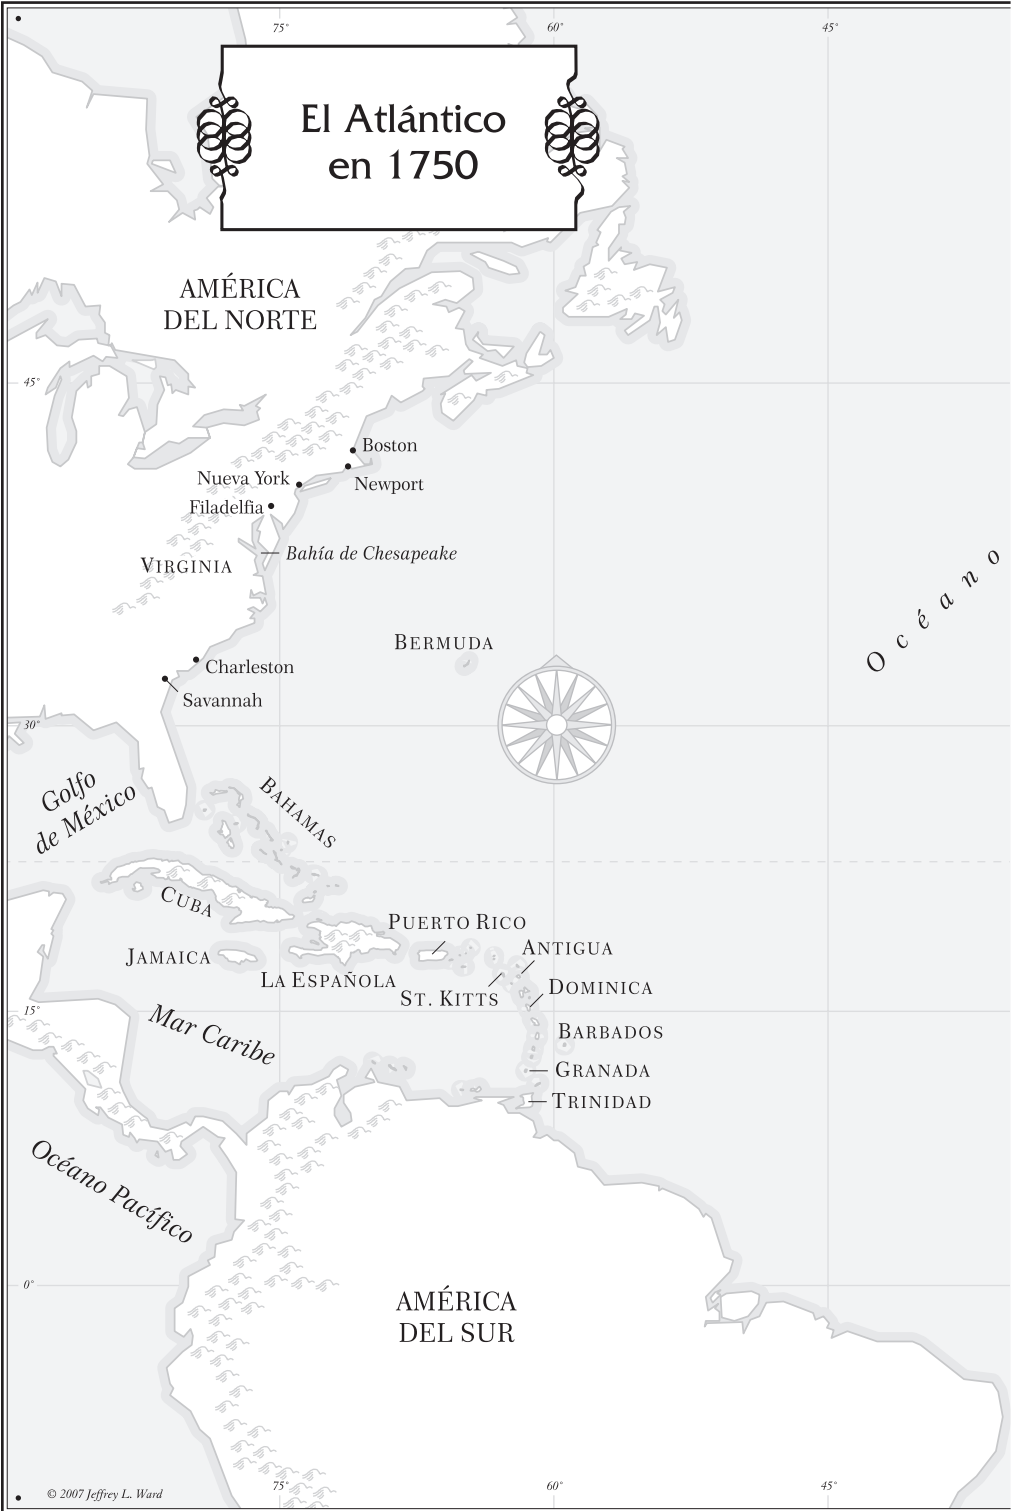 75°
60°
45°
El Atlántico
en 1750
AMÉRICA
DEL NORTE
45°
Boston
Nueva York
Newport
Filadelfia
Bahía de Chesapeake
VIRGINIA
Océano
BERMUDA
Charleston
Savannah
30°
Golfo
de México
BAHAMAS
CUBA
PUERTO RICO
ANTIGUA
JAMAICA
LA ESPAÑOLA
ST. KITTS
DOMINICA
15°
Mar Caribe
BARBADOS
GRANADA
TRINIDAD
Océano Pacífico
0°
AMÉRICA
DEL SUR
75°
60°
45°
© 2007 Jeffrey L. Ward